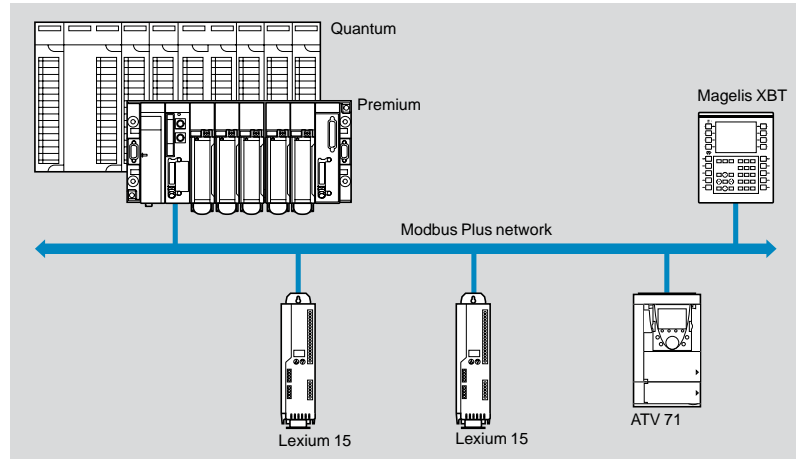 Quantum
Premium
Magelis XBT
Modbus Plus network
Lexium 15
Lexium 15
ATV 71